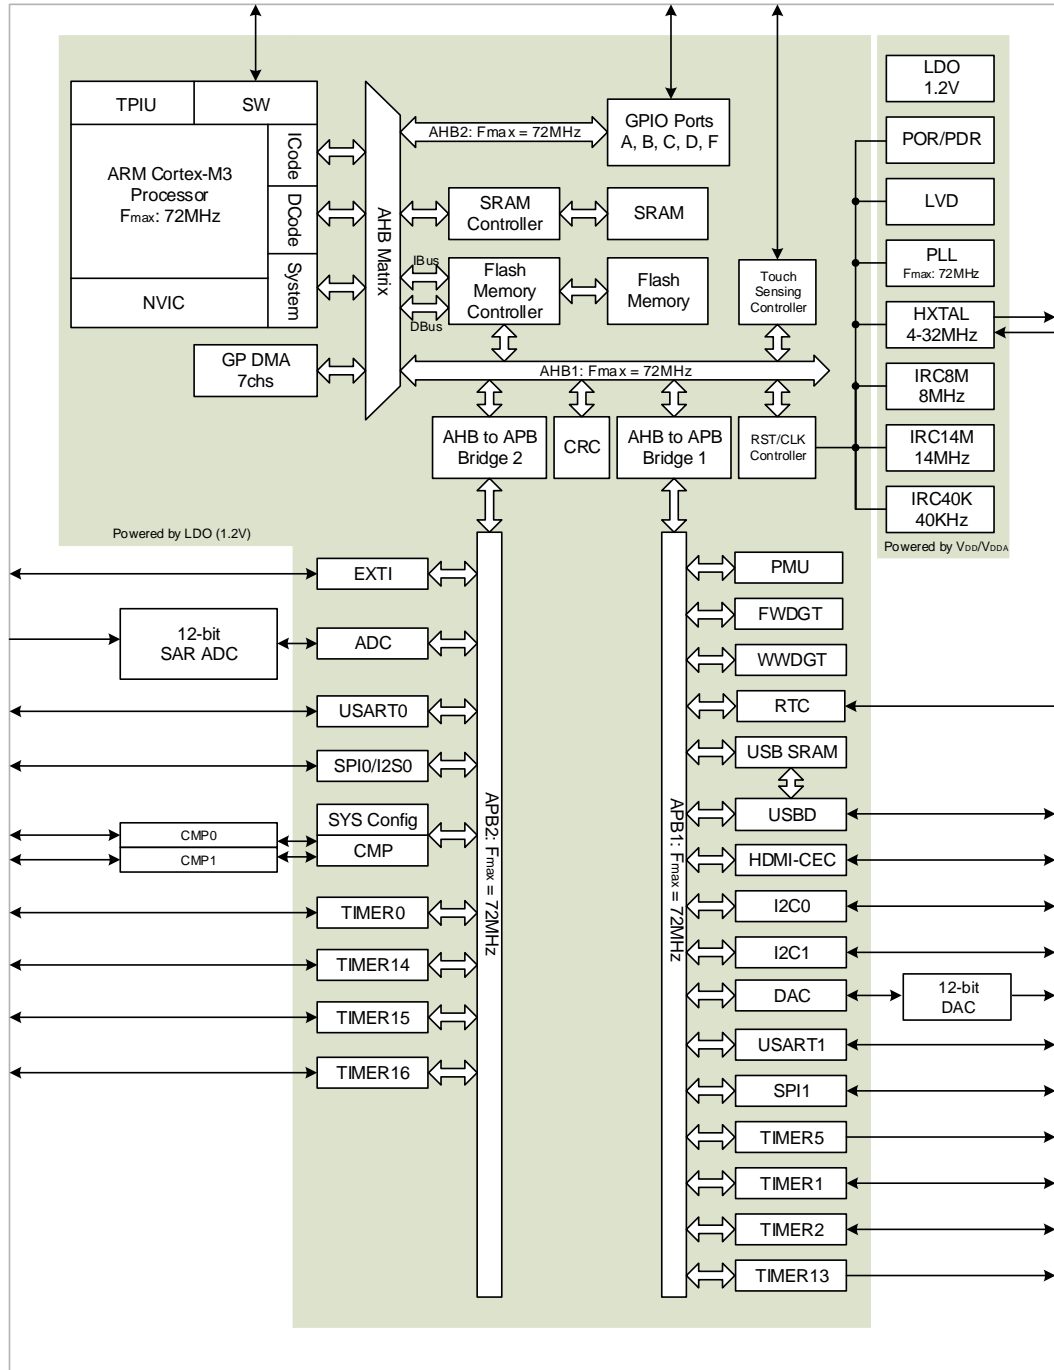 TPIU
SW
ARM Cortex-M3
Processor
Fmax: 72MHz
ICode
DCode
System
NVIC
GP DMA
7chs
AHB Matrix
AHB2: Fmax = 72MHz
GPIO Ports
A, B, C, D, F
SRAM
Controller
SRAM
IBus
DBus
Flash
Memory
Controller
Flash
Memory
Touch
Sensing
Controller
AHB1: Fmax = 72MHz
AHB to APB
Bridge 2
CRC
AHB to APB
Bridge 1
RST/CLK
Controller
LDO
1.2V
POR/PDR
LVD
PLL
Fmax: 72MHz
HXTAL
4-32MHz
IRC8M
8MHz
IRC14M
14MHz
IRC40K
40KHz
Powered by VDD/VDDA
Powered by LDO (1.2V)
EXTI
12-bit
SAR ADC
ADC
USART0
SPI0/I2S0
SYS Config
CMP
CMP0
CMP1
TIMER0
TIMER14
TIMER15
TIMER16
APB2: Fmax = 72MHz
APB1: Fmax = 72MHz
PMU
FWDGT
WWDGT
RTC
USB SRAM
USBD
HDMI-CEC
I2C0
I2C1
DAC
12-bit
DAC
USART1
SPI1
TIMER5
TIMER1
TIMER2
TIMER13